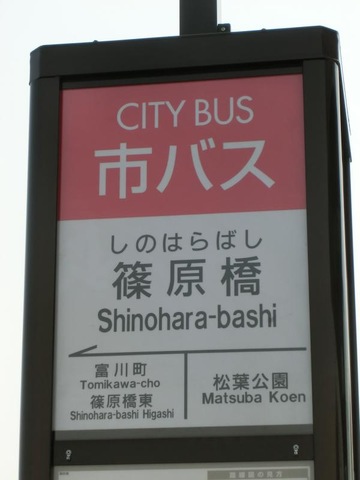 CITY BUS
市バス
しのはらばし
篠原橋
Shinohara-bashi
富川町
Tomikawa-cho
篠原橋東
Shinohara-bashi Higashi
松葉公園
Matsuba Koen